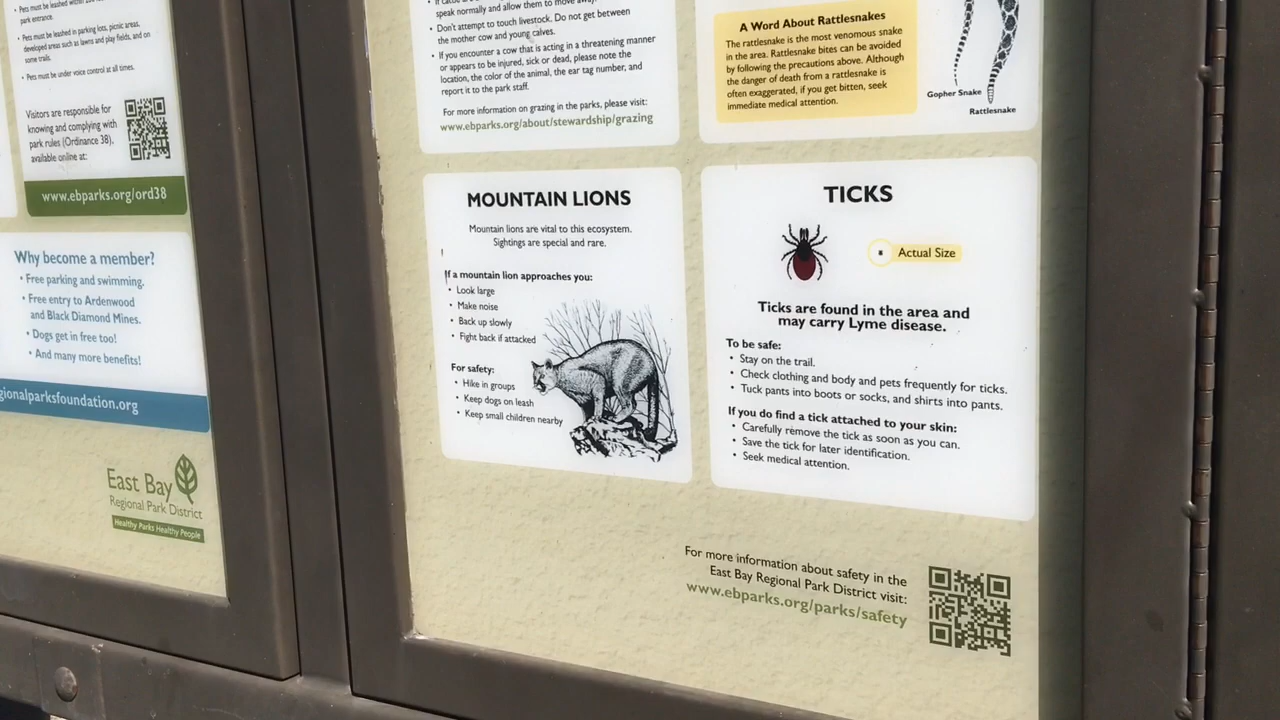 Pets must be leashed
park entrance.
Pets must be leashed in parking lots, picnic areas,
developed areas such as lawns and play fields, and on
some trails.
• Pets must be under voice control at all times.
Visitors are responsible for
knowing and complying with
park rules (Ordinance 38),
available online at:
www.ebparks.org/ord38
Why become a member?
• Free parking and swimming.
• Free entry to Ardenwood
and Black Diamond Mines.
• Dogs get in free too!
• And many more benefits!
gionalparksfoundation.org
East Bay
Regional Park District
Healthy Parks Healthy People
speak normally and allow them to move away.
• Don't attempt to touch livestock. Do not get between
the mother cow and young calves.
• If you encounter a cow that is acting in a threatening manner
or appears to be injured, sick or dead, please note the
location, the color of the animal, the ear tag number, and
report it to the park staff.
For more information on grazing in the parks, please visit:
www.ebparks.org/about/stewardship/grazing
A Word About Rattlesnakes
The rattlesnake is the most venomous snake
in the area. Rattlesnake bites can be avoided
by following the precautions above. Although
the danger of death from a rattlesnake is
often exaggerated, if you get bitten, seek
immediate medical attention.
Gopher Snake
Rattlesnake
MOUNTAIN LIONS
Mountain lions are vital to this ecosystem.
Sightings are special and rare.
If a mountain lion approaches you:
• Look large
• Make noise
• Back up slowly
• Fight back if attacked
For safety:
• Hike in groups
• Keep dogs on leash
• Keep small children nearby
TICKS
Actual Size
Ticks are found in the area and
may carry Lyme disease.
To be safe:
• Stay on the trail.
• Check clothing and body and pets frequently for ticks.
• Tuck pants into boots or socks, and shirts into pants.
If you do find a tick attached to your skin:
• Carefully remove the tick as soon as you can.
• Save the tick for later identification.
• Seek medical attention.
For more information about safety in the
East Bay Regional Park District visit:
www.ebparks.org/parks/safety